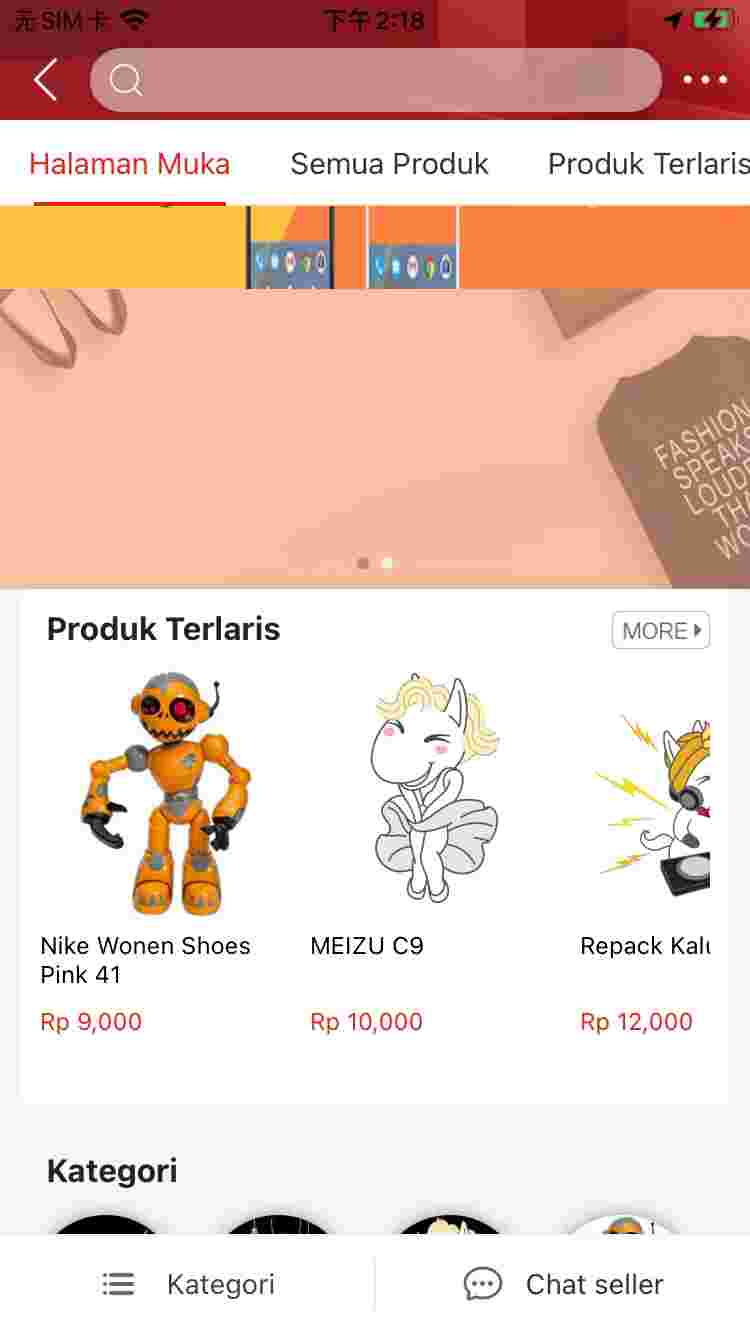 无SIM卡
下午2:18
Halaman Muka
Semua Produk
Produk Terlaris
FASHION
SPEAKS
LOUD
THA
WO
Produk Terlaris
MORE
Nike Wonen Shoes
Pink 41
MEIZU C9
Repack Kalu
Rp 9,000
Rp 10,000
Rp 12,000
Kategori
Kategori
Chat seller